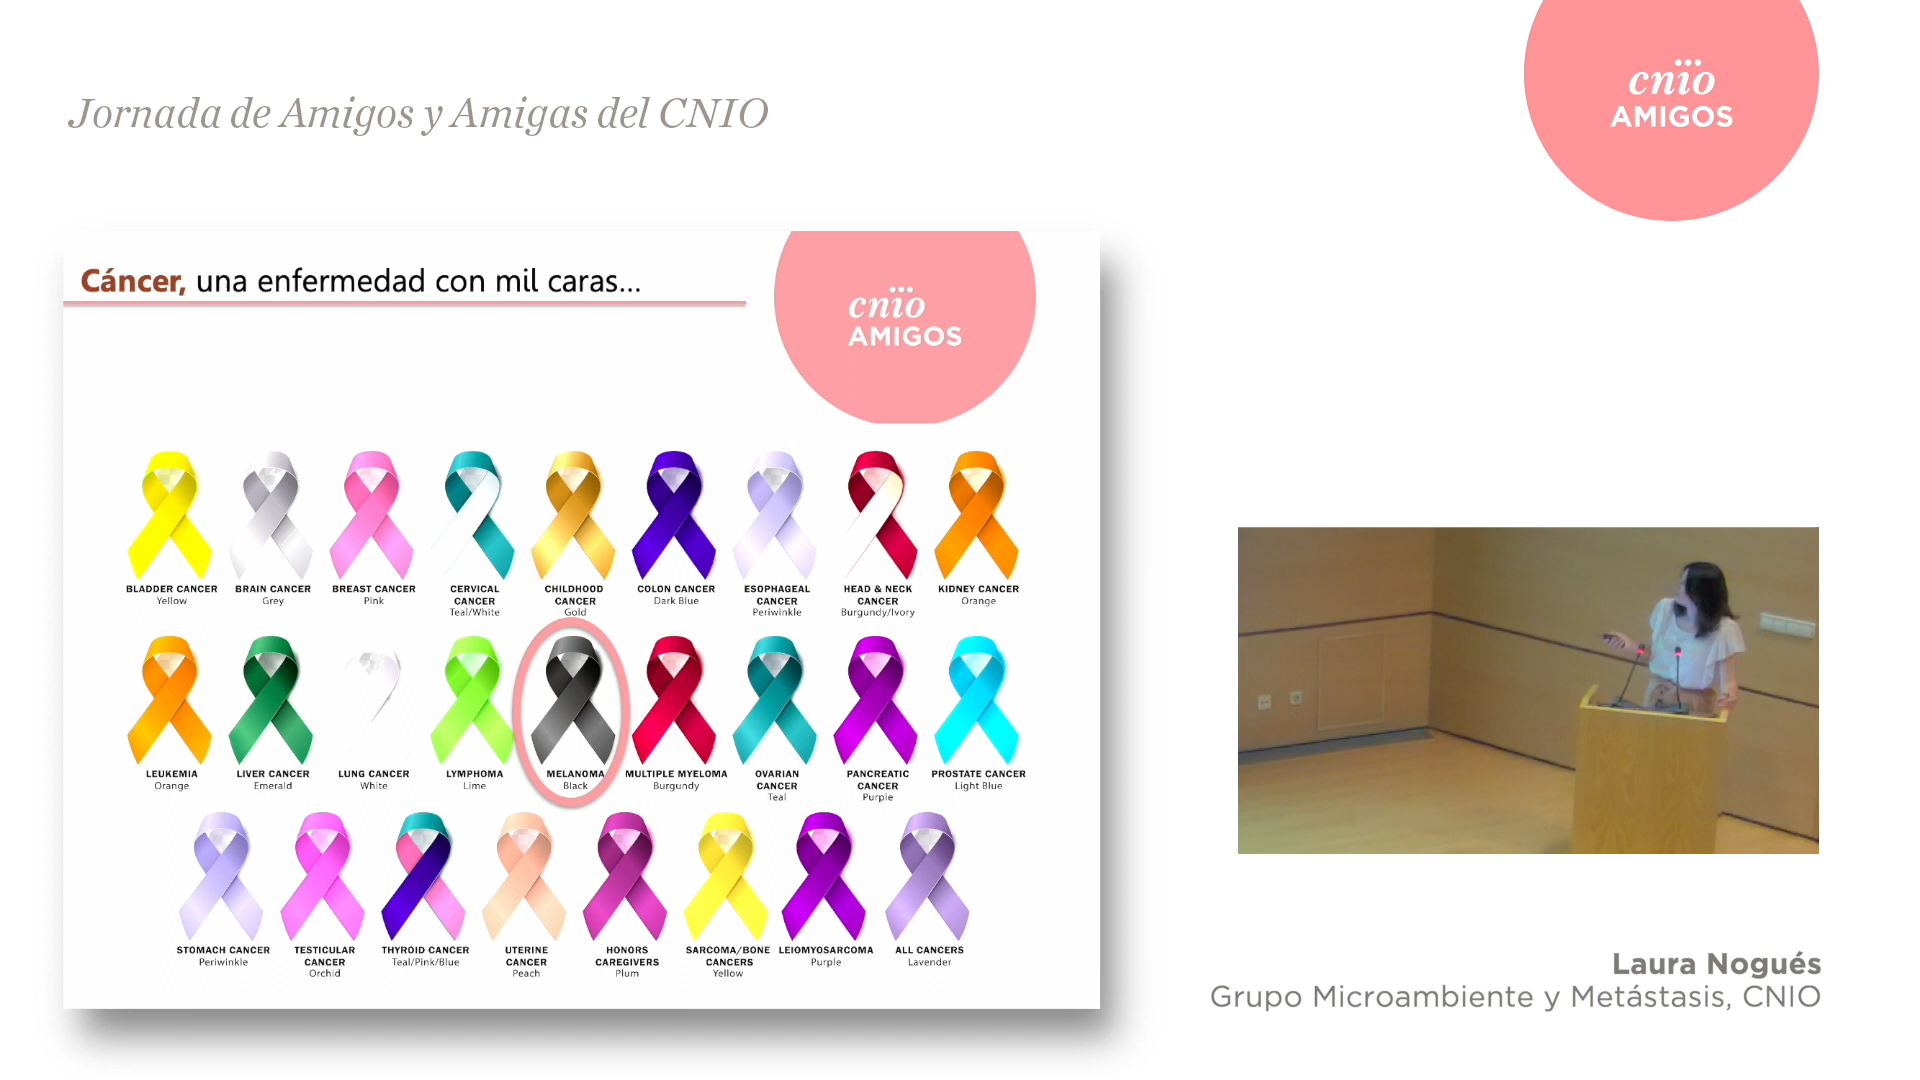 Jornada de Amigos y Amigas del CNIO
cnio
AMIGOS
Cáncer, una enfermedad con mil caras...
cnio
AMIGOS
BLADDER CANCER
Yellow
BRAIN CANCER
Grey
BREAST CANCER
Pink
CERVICAL
CANCER
Teal/White
CHILDHOOD
CANCER
Gold
COLON CANCER
Dark Blue
ESOPHAGEAL
CANCER
Periwinkle
HEAD & NECK
CANCER
Burgundy/Ivory
KIDNEY CANCER
Orange
LEUKEMIA
Orange
LIVER CANCER
Emerald
LUNG CANCER
White
LYMPHOMA
Lime
MELANOMA
Black
MULTIPLE MYELOMA
Burgundy
OVARIAN
CANCER
Teal
PANCREATIC
CANCER
Purple
PROSTATE CANCER
Light Blue
STOMACH CANCER
Periwinkle
TESTICULAR
CANCER
Orchid
THYROID CANCER
Teal/Pink/Blue
UTERINE
CANCER
Peach
HONORS
CAREGIVERS
Plum
SARCOMA/BONE
CANCERS
Yellow
LEIOMYOSARCOMA
Purple
ALL CANCERS
Lavender
Laura Nogués
Grupo Microambiente y Metástasis, CNIO